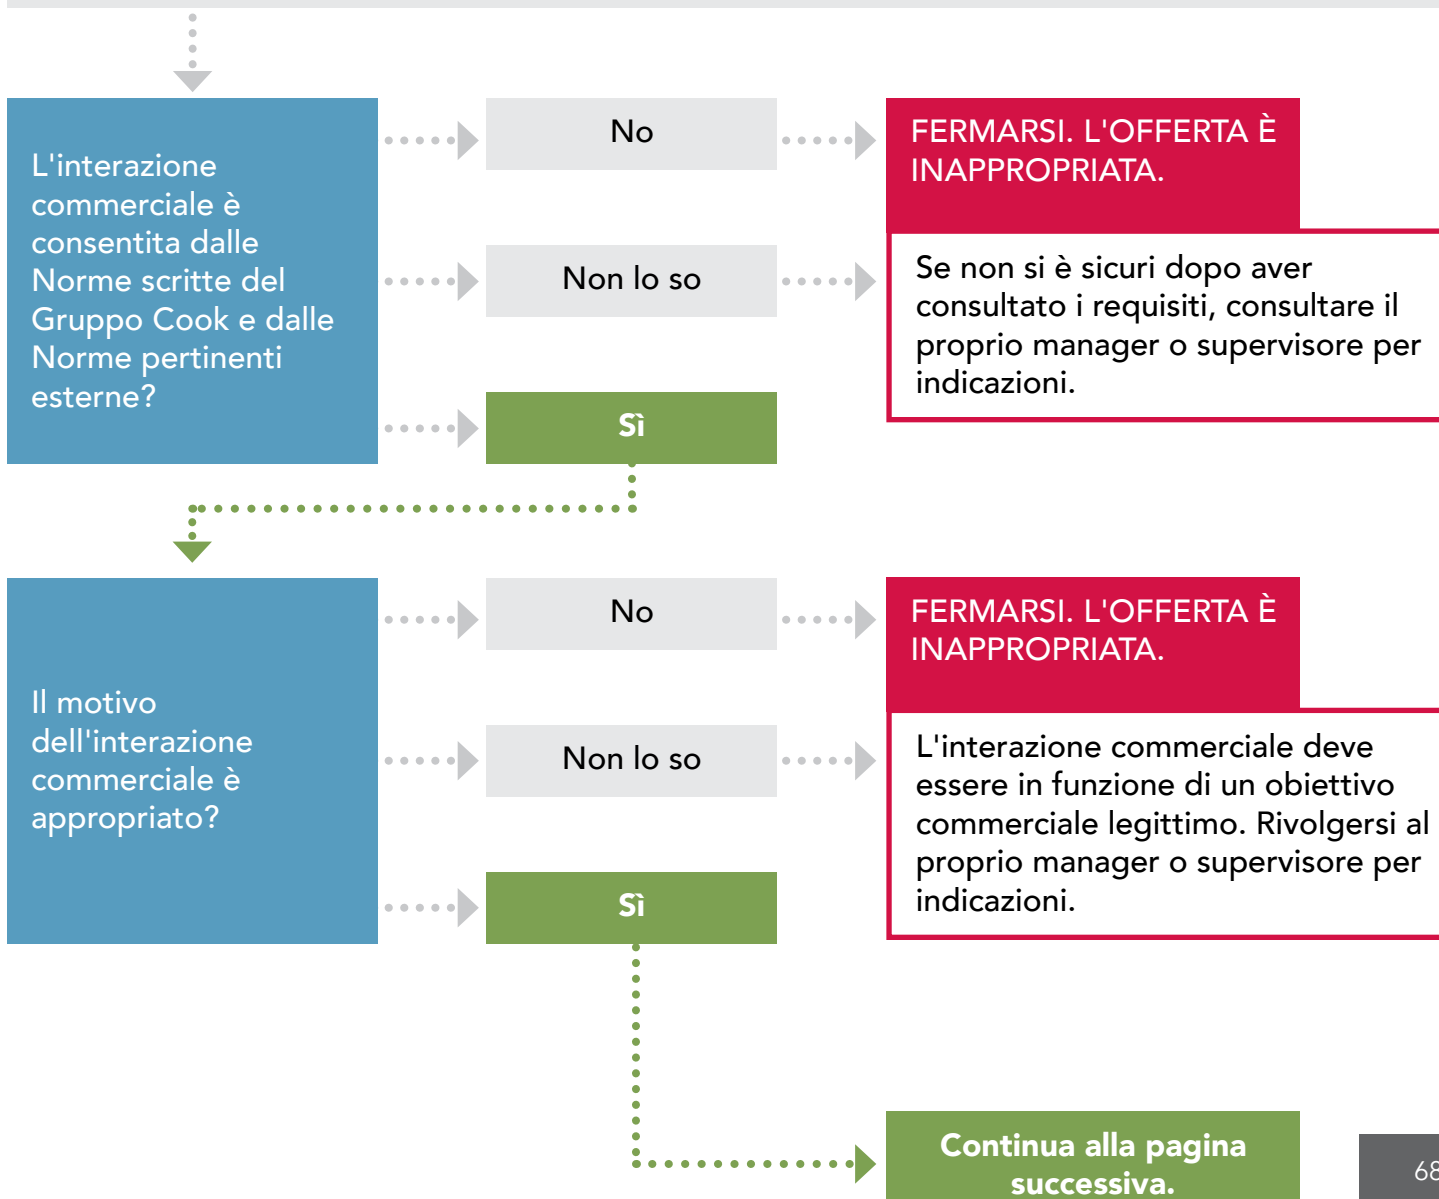 L'interazione
commerciale è
consentita dalle
Norme scritte del
Gruppo Cook e dalle
Norme pertinenti
esterne?
No
FERMARSI. L'OFFERTA È
INAPPROPRIATA.
Non lo so
Se non si è sicuri dopo aver
consultato i requisiti, consultare il
proprio manager o supervisore per
indicazioni.
Sì
Il motivo
dell'interazione
commerciale è
appropriato?
No
FERMARSI. L'OFFERTA È
INAPPROPRIATA.
Non lo so
L'interazione commerciale deve
essere in funzione di un obiettivo
commerciale legittimo. Rivolgersi al
proprio manager o supervisore per
indicazioni.
Sì
Continua alla pagina
successiva.
68